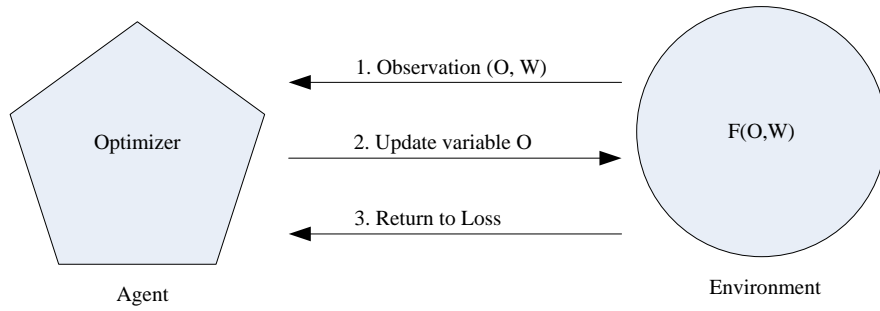 1. Observation (O, W)
Optimizer
2. Update variable O
F(O,W)
3. Return to Loss
Agent
Environment